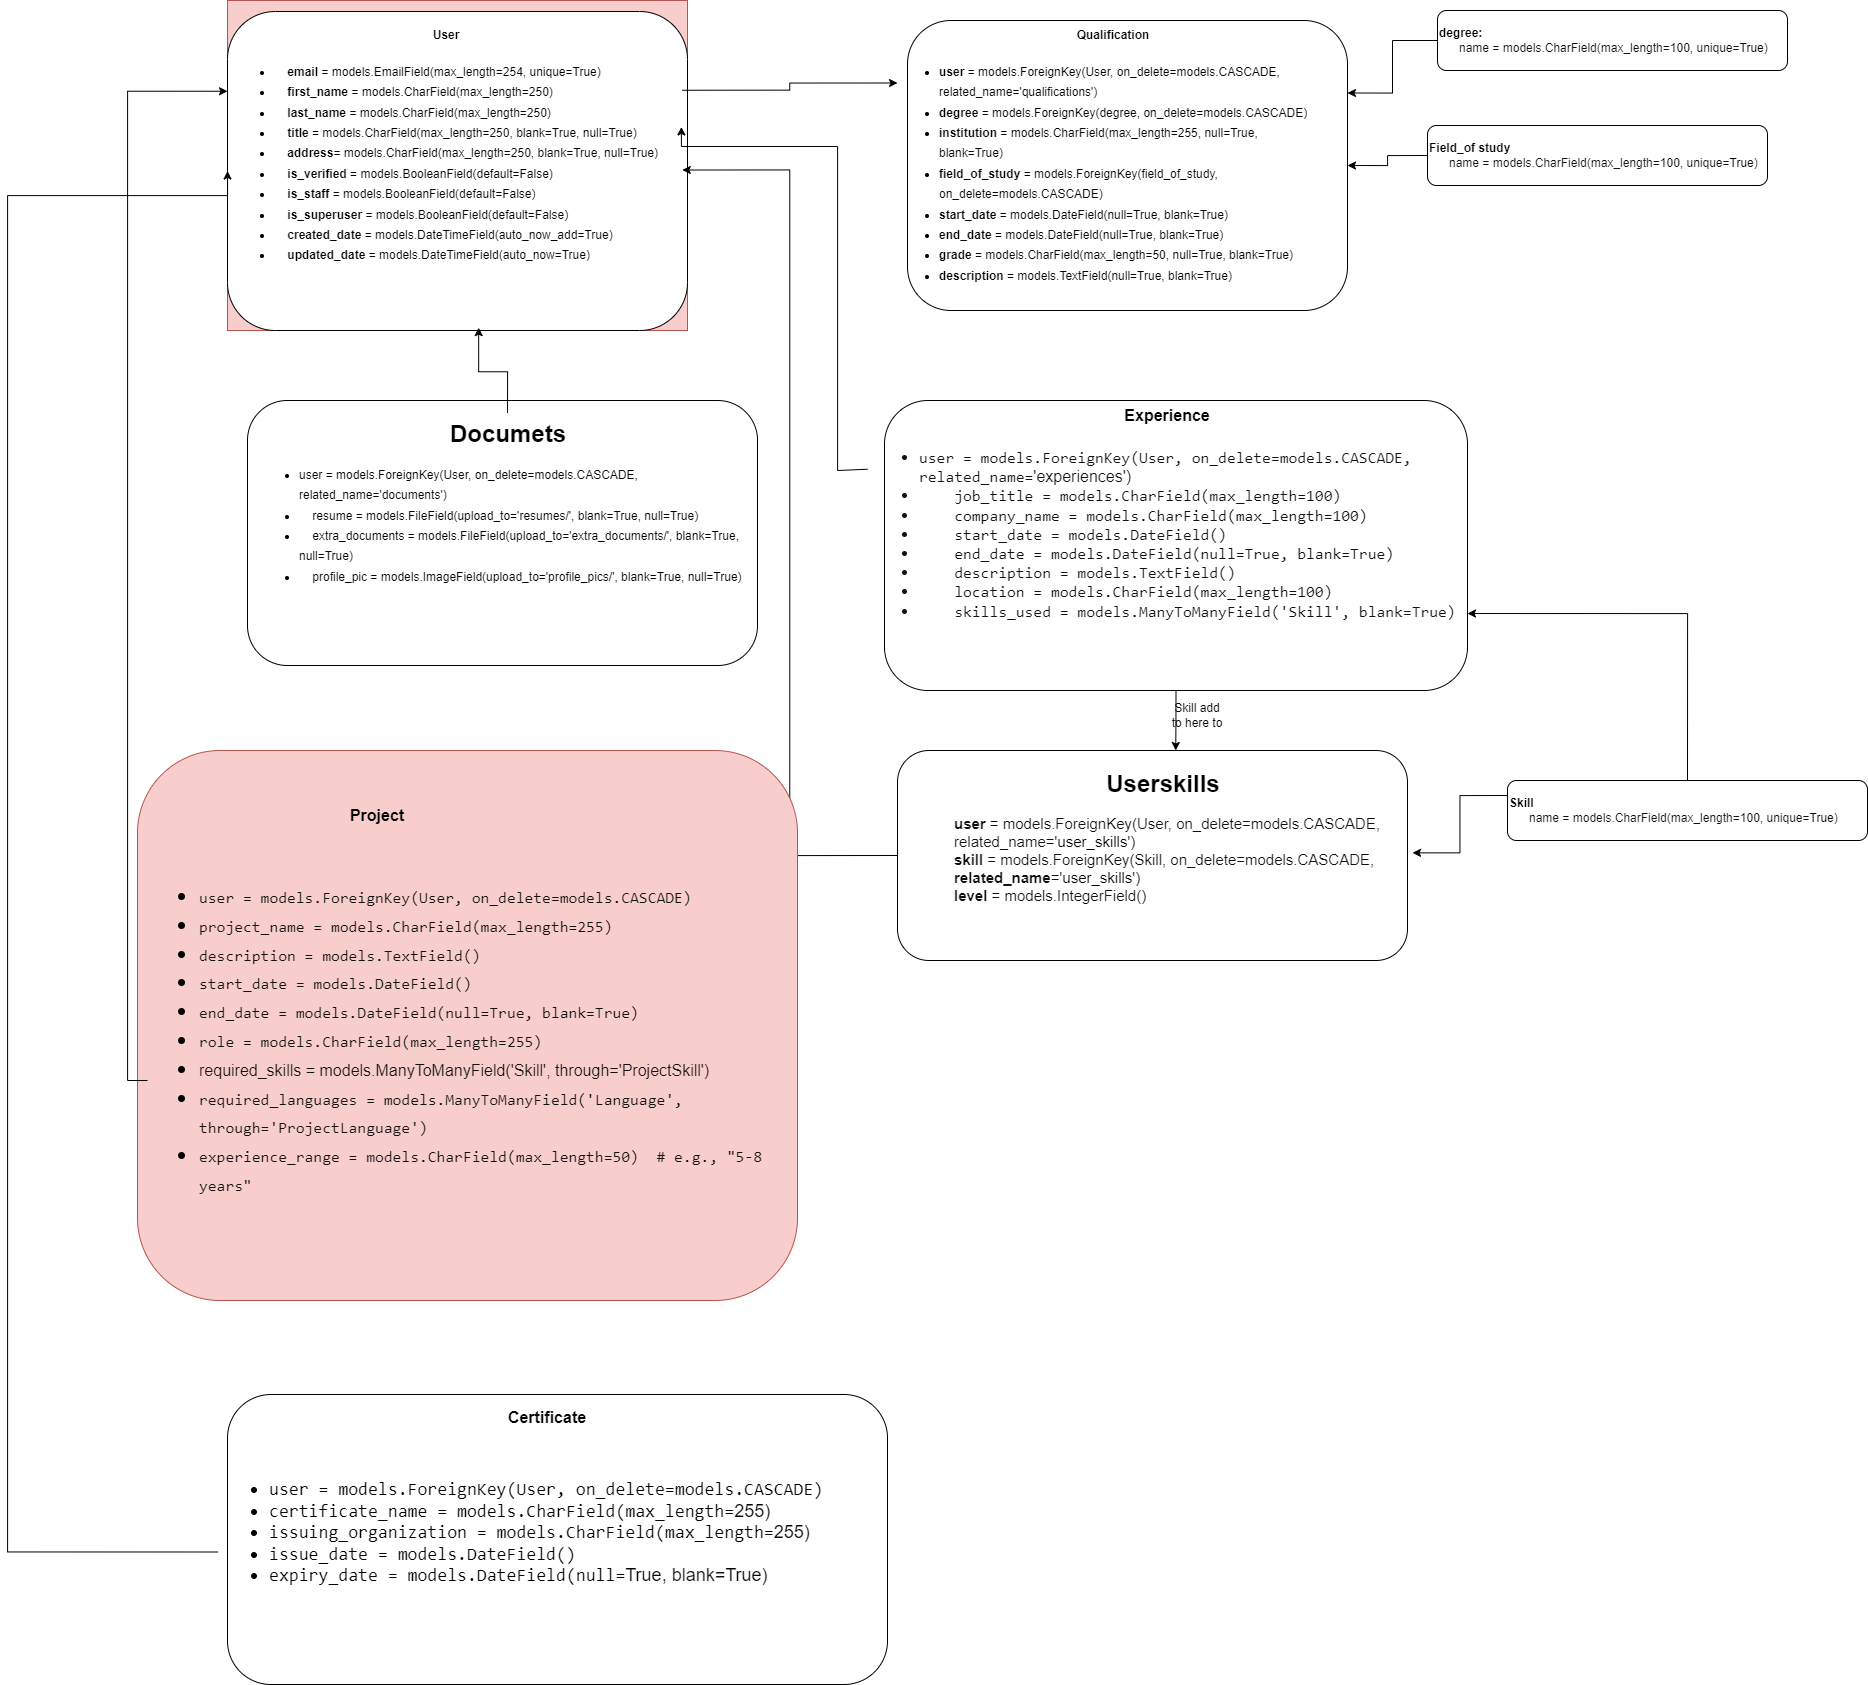 User
email = models.EmailField(max_length=254, unique=True)
first_name = models.CharField(max_length=250)
last_name = models.CharField(max_length=250)
title = models.CharField(max_length=250, blank=True, null=True)
address= models.CharField(max_length=250, blank=True, null=True)
is_verified = models.BooleanField(default=False)
is_staff = models.BooleanField(default=False)
is_superuser = models.BooleanField(default=False)
created_date = models.DateTimeField(auto_now_add=True)
updated_date = models.DateTimeField(auto_now=True)
Qualification
user = models.ForeignKey(User, on_delete=models.CASCADE,
related_name='qualifications')
degree = models.ForeignKey(degree, on_delete=models.CASCADE)
institution = models.CharField(max_length=255, null=True,
blank=True)
field_of_study = models.ForeignKey(field_of_study,
on_delete=models.CASCADE)
start_date = models.DateField(null=True, blank=True)
end_date = models.DateField(null=True, blank=True)
grade = models.CharField(max_length=50, null=True, blank=True)
description = models.TextField(null=True, blank=True)
degree:
name = models.CharField(max_length=100, unique=True)
Field_of study
name = models.CharField(max_length=100, unique=True)
Documets
user = models.ForeignKey(User, on_delete=models.CASCADE,
related_name='documents')
resume = models.FileField(upload_to='resumes/', blank=True, null=True)
extra_documents = models.FileField(upload_to='extra_documents/', blank=True,
null=True)
profile_pic = models.ImageField(upload_to='profile_pics/', blank=True, null=True)
Experience
user = models.ForeignKey(User, on_delete=models.CASCADE,
related_name='experiences')
job_title = models.CharField(max_length=100)
company_name = models.CharField(max_length=100)
start_date = models.DateField()
end_date = models.DateField(null=True, blank=True)
description = models.TextField()
location = models.CharField(max_length=100)
skills_used = models.ManyToManyField('Skill', blank=True)
Skill add
to here to
Userskills
user = models.ForeignKey(User, on_delete=models.CASCADE,
related_name='user_skills')
skill = models.ForeignKey(Skill, on_delete=models.CASCADE,
related_name='user_skills')
level = models.IntegerField()
Skill
name = models.CharField(max_length=100, unique=True)
Project
user = models.ForeignKey(User, on_delete=models.CASCADE)
project_name = models.CharField(max_length=255)
description = models.TextField()
start_date = models.DateField()
end_date = models.DateField(null=True, blank=True)
role = models.CharField(max_length=255)
required_skills = models.ManyToManyField('Skill', through='ProjectSkill')
required_languages = models.ManyToManyField('Language',
through='ProjectLanguage')
experience_range = models.CharField(max_length=50)  # e.g., "5-8
years"
Certificate
user = models.ForeignKey(User, on_delete=models.CASCADE)
certificate_name = models.CharField(max_length=255)
issuing_organization = models.CharField(max_length=255)
issue_date = models.DateField()
expiry_date = models.DateField(null=True, blank=True)